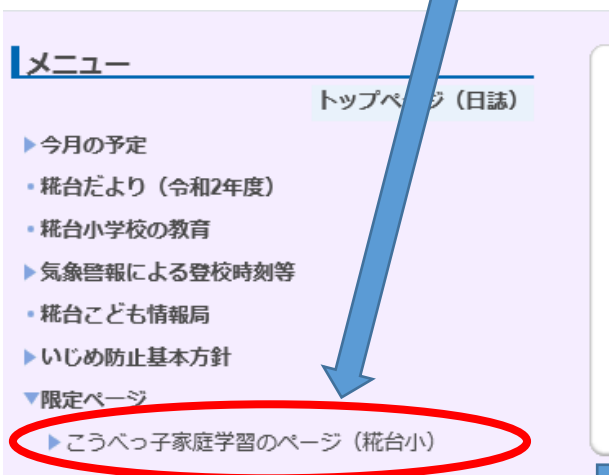 メニュー
トップページ（日誌）
今月の予定
糀台だより（令和2年度）
糀台小学校の教育
気象警報による登校時刻等
糀台こども情報局
いじめ防止基本方針
限定ページ
こうべっ子家庭学習のページ（糀台小）